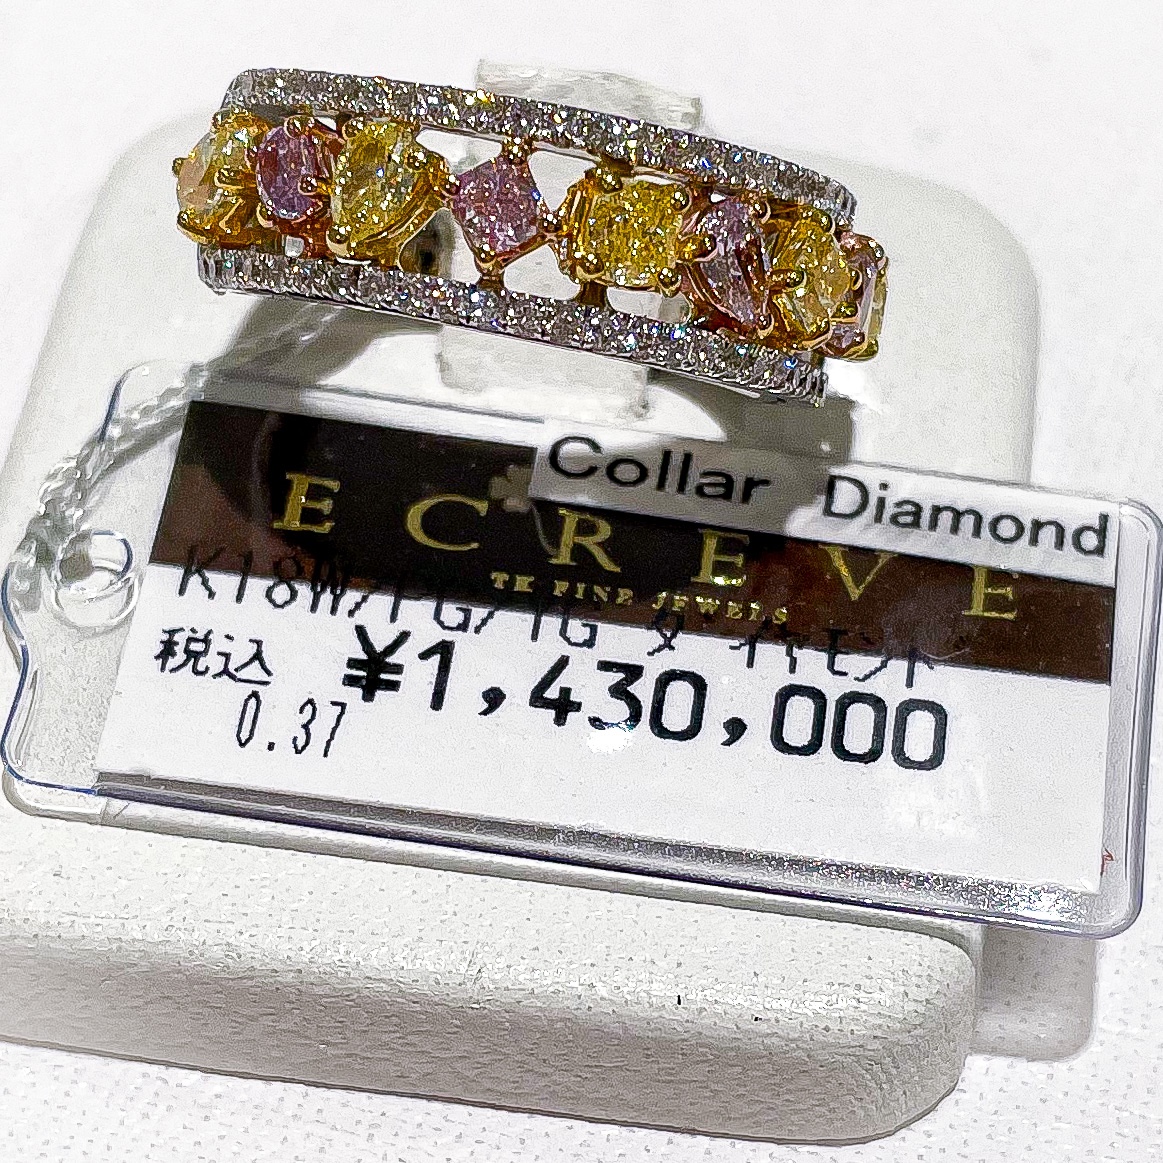 Collar Diamond
ECREVE
TK FINE JEWELS
K18W/PG/YG ダイヤモンド
税込 ¥1,430,000
0.37